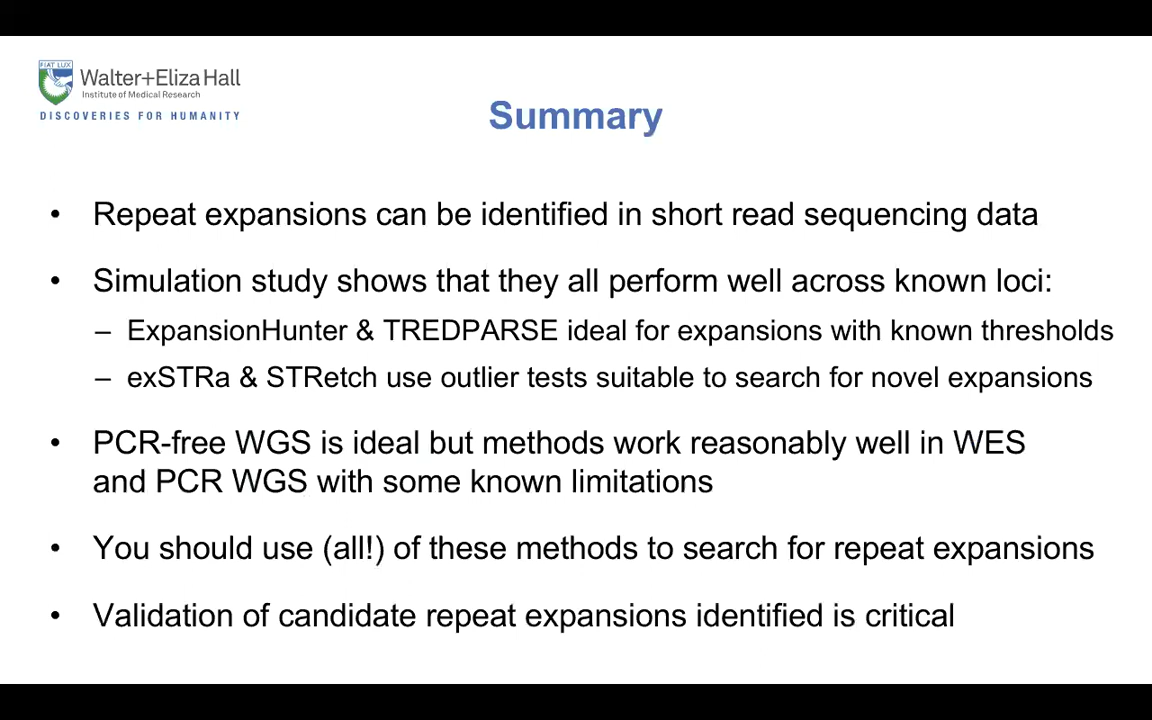 FIAT LUX
Walter+Eliza Hall
Institute of Medical Research
DISCOVERIES FOR HUMANITY
Summary
• Repeat expansions can be identified in short read sequencing data
• Simulation study shows that they all perform well across known loci:
– ExpansionHunter & TREDPARSE ideal for expansions with known thresholds
– exSTRa & STRetch use outlier tests suitable to search for novel expansions
• PCR-free WGS is ideal but methods work reasonably well in WES
and PCR WGS with some known limitations
• You should use (all!) of these methods to search for repeat expansions
• Validation of candidate repeat expansions identified is critical